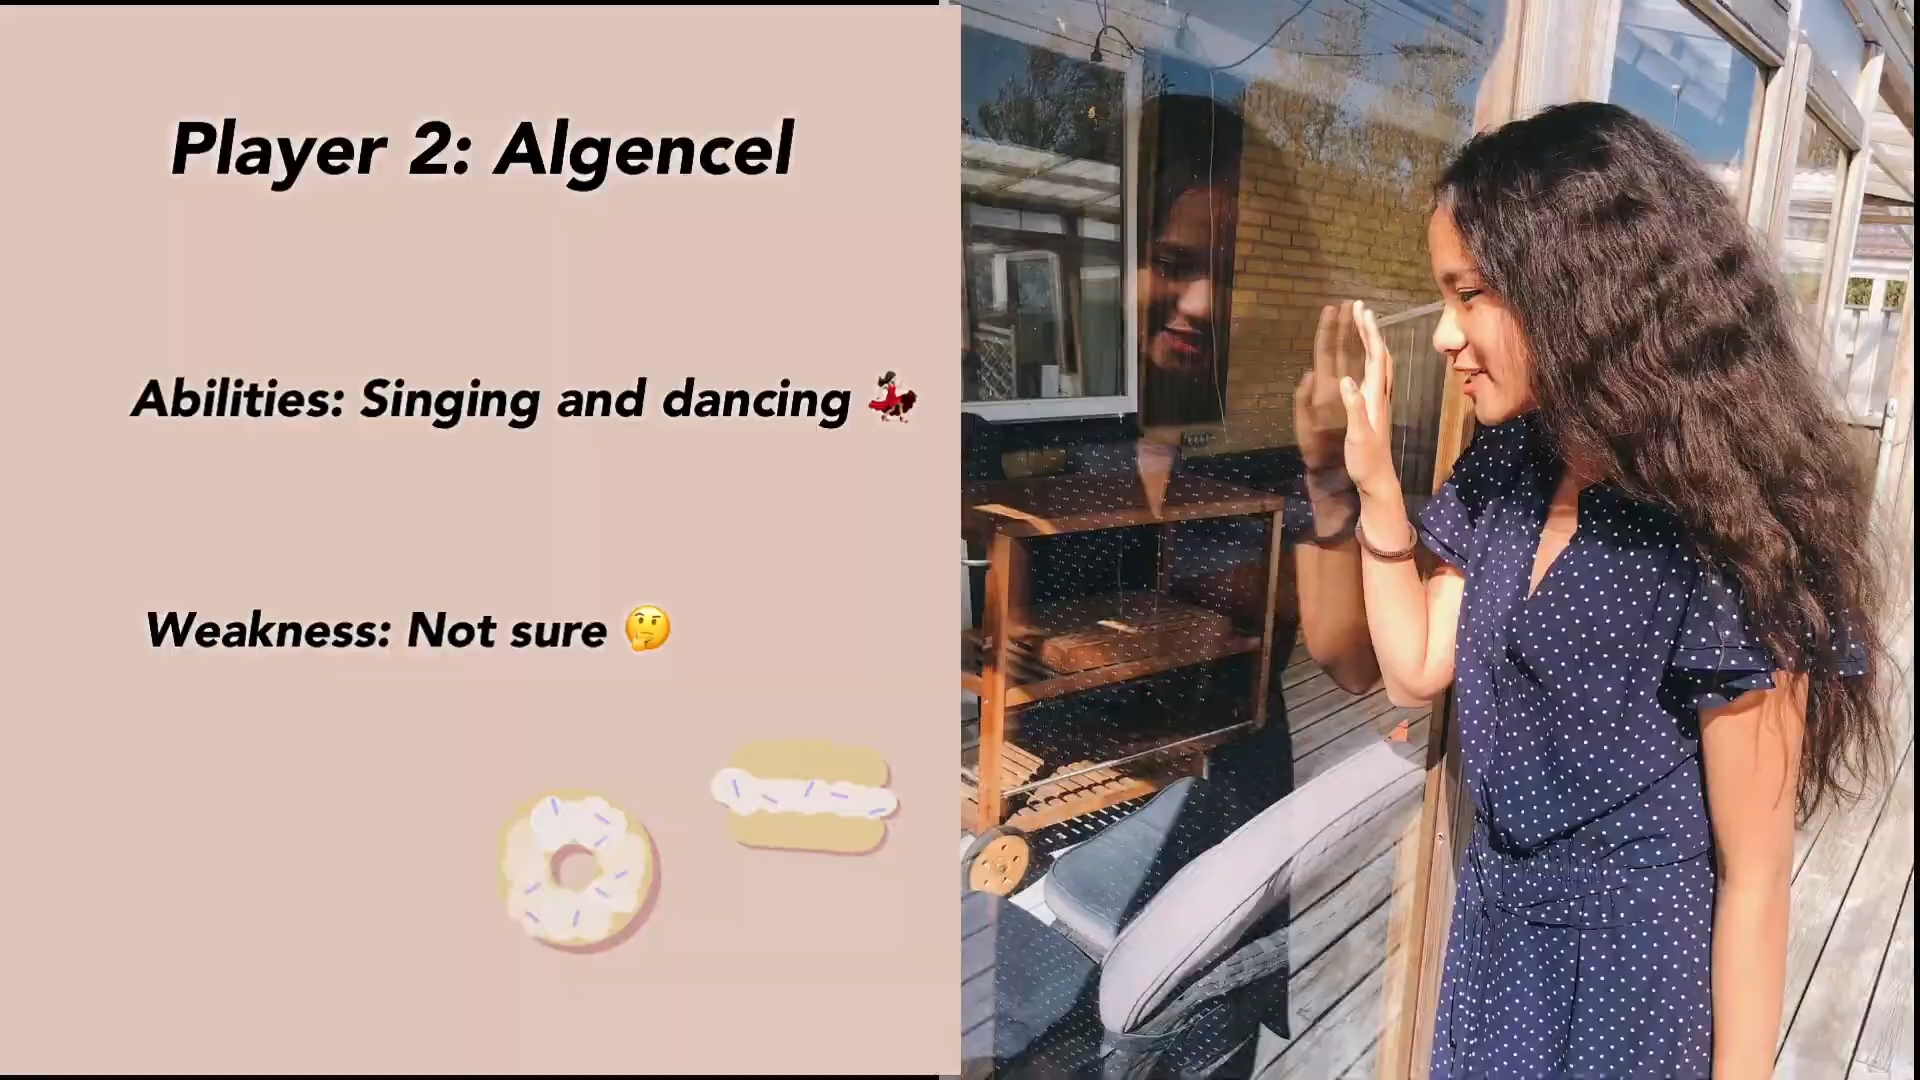 Player 2: Algencel
Abilities: Singing and dancing 💃
Weakness: Not sure 🤔